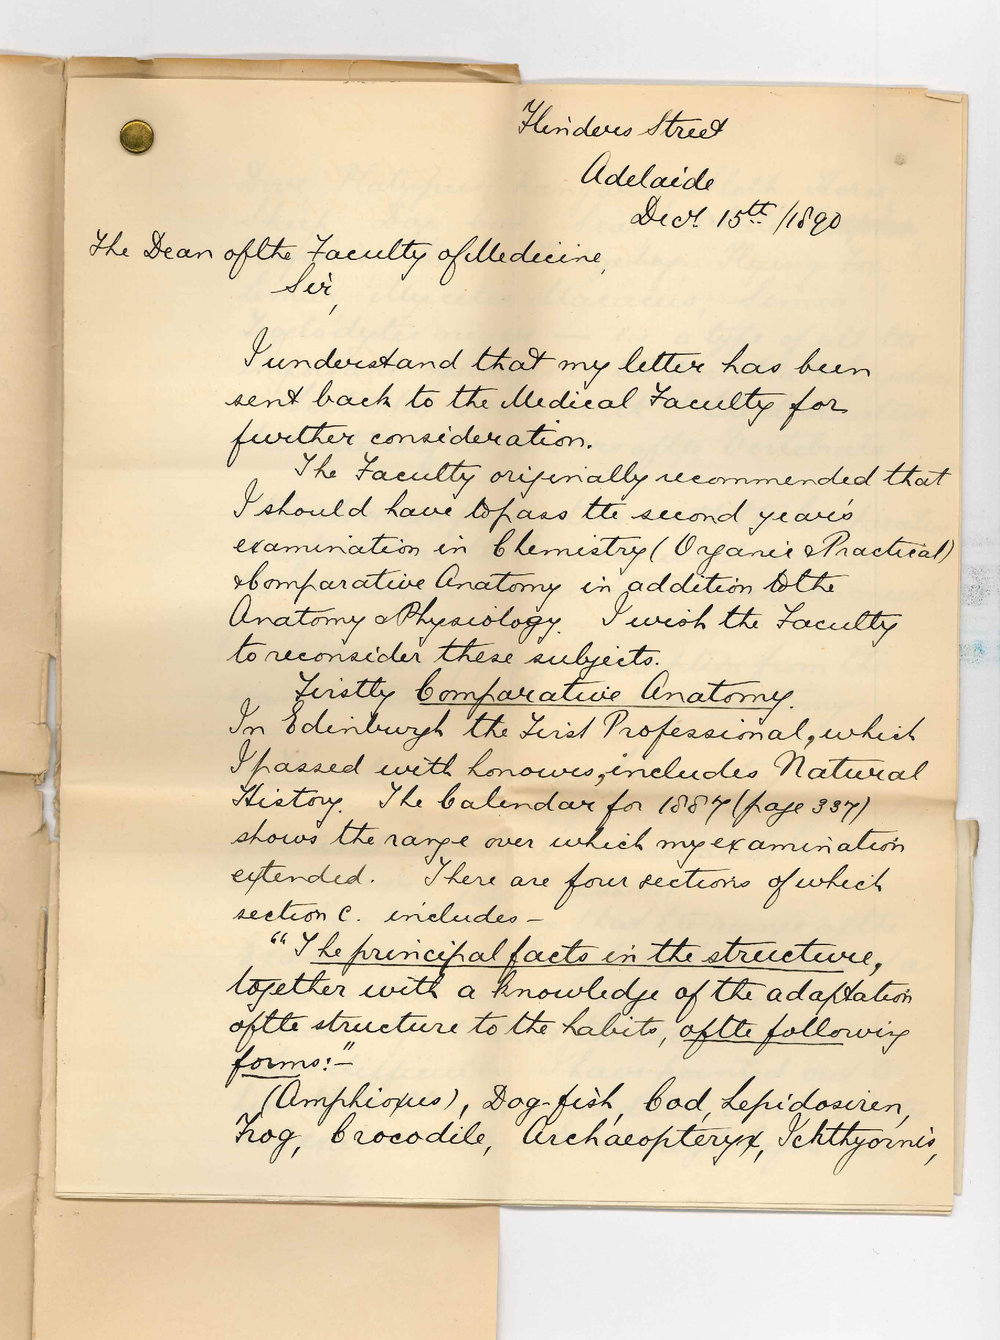 Flinders Street
Adelaide
Decr. 15th /1890
The Dean of the Faculty of Medicine,
Sir,
I understand that my letter has been
sent back to the Medical Faculty for
further consideration.
The Faculty originally recommended that
I should have to pass the second year's
examination in Chemistry (Organic & Practical)
& Comparative Anatomy in addition to the
Anatomy & Physiology. I wish the Faculty
to reconsider these subjects.
Firstly Comparative Anatomy.
In Edinburgh the First Professional, which
I passed with honours, includes Natural
History. The Calendar for 1887 (page 337)
shows the range over which my examination
extended. There are four sections of which
section C. includes —
"The principal facts in the structure,
together with a knowledge of the adaptation
of the structure to the habits, of the following
forms:"—
(Amphioxus), Dog-fish, Cod, Lepidosiren,
Frog, Crocodile, Archaeopteryx, Ichthyornis,